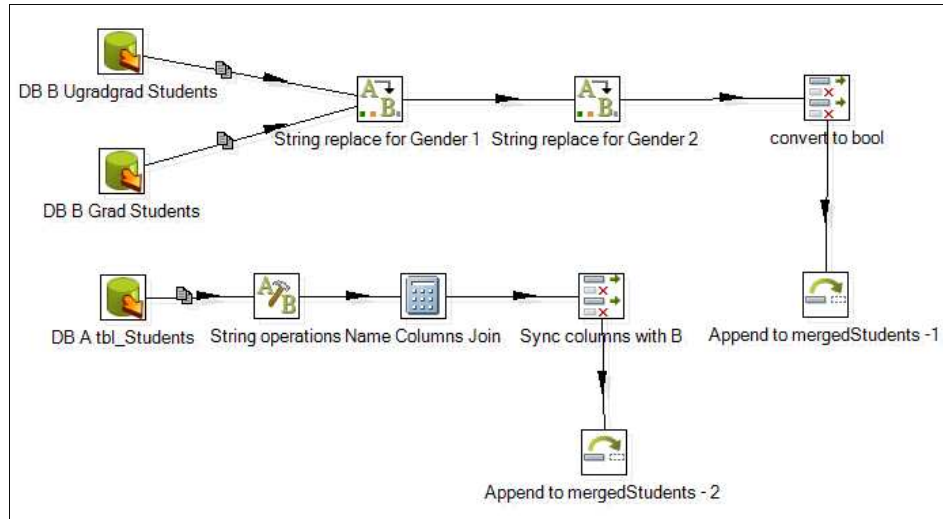 DB B Ugradgrad Students
String replace for Gender 1
String replace for Gender 2
convert to bool
DB B Grad Students
DB A tbl_Students
String operations
Name Columns Join
Sync columns with B
Append to mergedStudents -1
Append to mergedStudents - 2